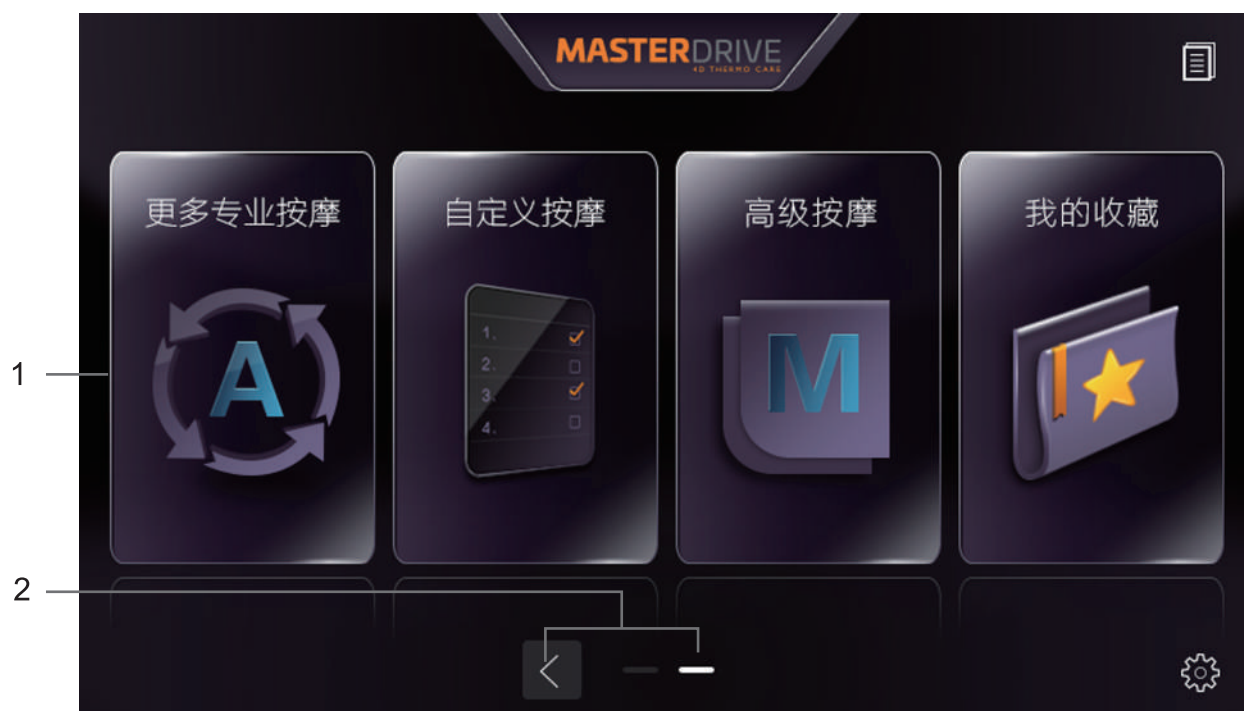 MASTERDRIVE
4D THERMO CARE
更多专业按摩
自定义按摩
高级按摩
我的收藏
A
1.
2.
3.
4.
M
1
2